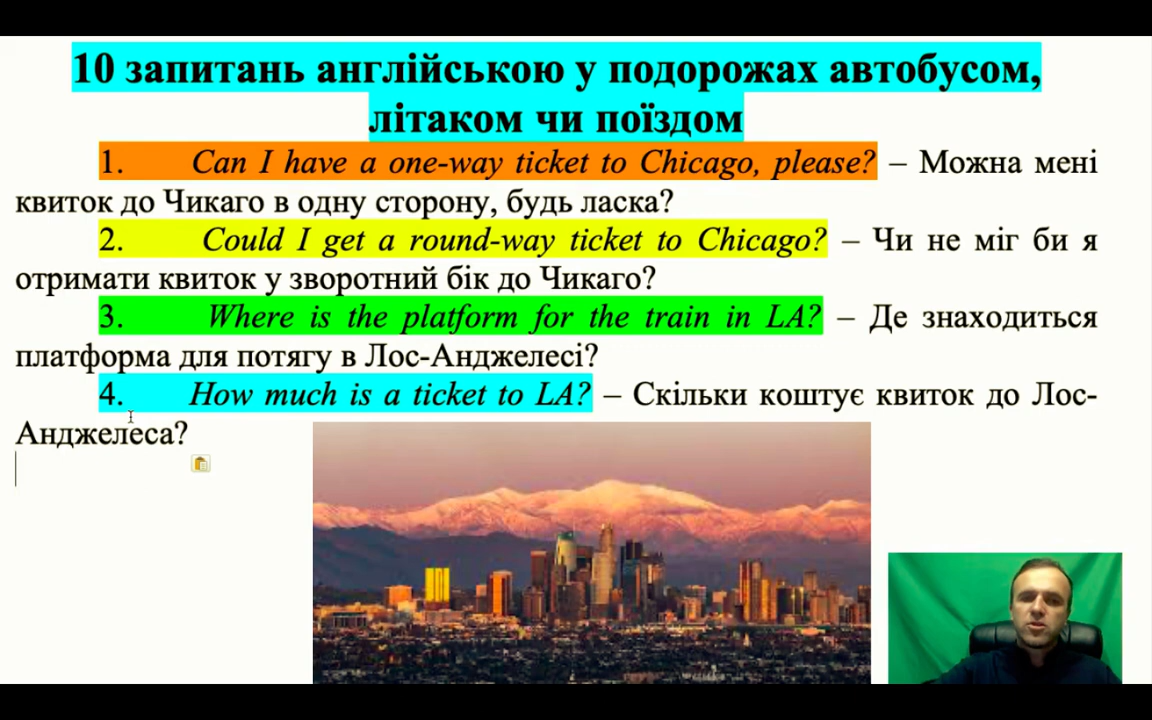 10 запитань англійською у подорожах автобусом,
літаком чи поїздом
1. Can I have a one-way ticket to Chicago, please? – Можна мені
квиток до Чикаго в одну сторону, будь ласка?
2. Could I get a round-way ticket to Chicago? – Чи не міг би я
отримати квиток у зворотний бік до Чикаго?
3. Where is the platform for the train in LA? – Де знаходиться
платформа для потягу в Лос-Анджелесі?
4. How much is a ticket to LA? – Скільки коштує квиток до Лос-
Анджелеса?